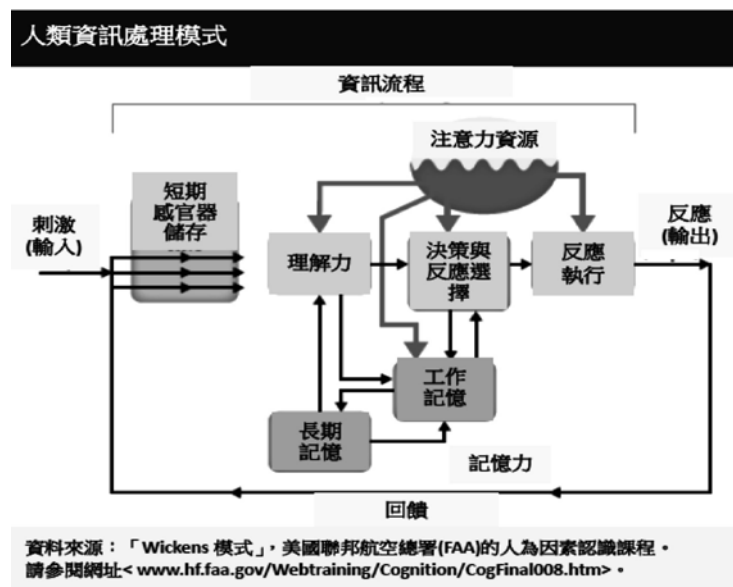 人類資訊處理模式
資訊流程
注意力資源
短期
感官器
儲存
刺激
(輸入)
理解力
決策與
反應選
擇
反應
執行
反應
(輸出)
工作
記憶
長期
記憶
記憶力
回饋
資料來源：「Wickens 模式」，美國聯邦航空總署(FAA)的人為因素認識課程。
請參閱網址< www.hf.faa.gov/Webtraining/Cognition/CogFinal008.htm>。